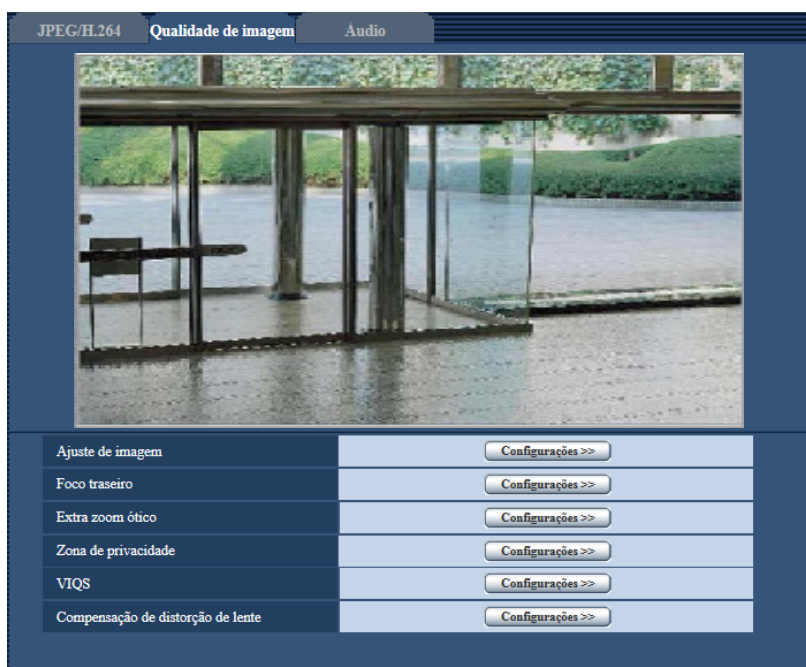 JPEG/H.264 Qualidade de imagem Áudio
Ajuste de imagem Configurações >>
Foco traseiro Configurações >>
Extra zoom ótico Configurações >>
Zona de privacidade Configurações >>
VIQS Configurações >>
Compensação de distorção de lente Configurações >>